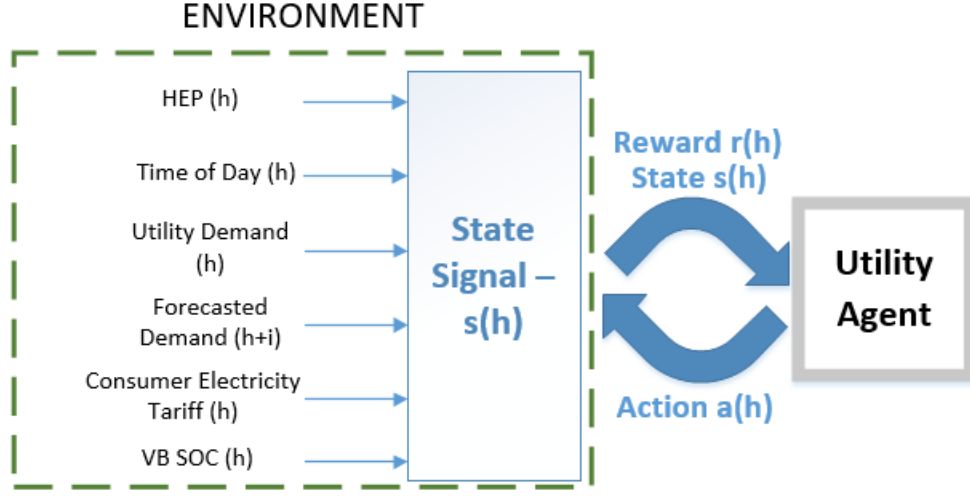 ENVIRONMENT
HEP (h)
Time of Day (h)
Utility Demand
(h)
Forecasted
Demand (h+i)
Consumer Electricity
Tariff (h)
VB SOC (h)
State
Signal –
s(h)
Reward r(h)
State s(h)
Action a(h)
Utility
Agent